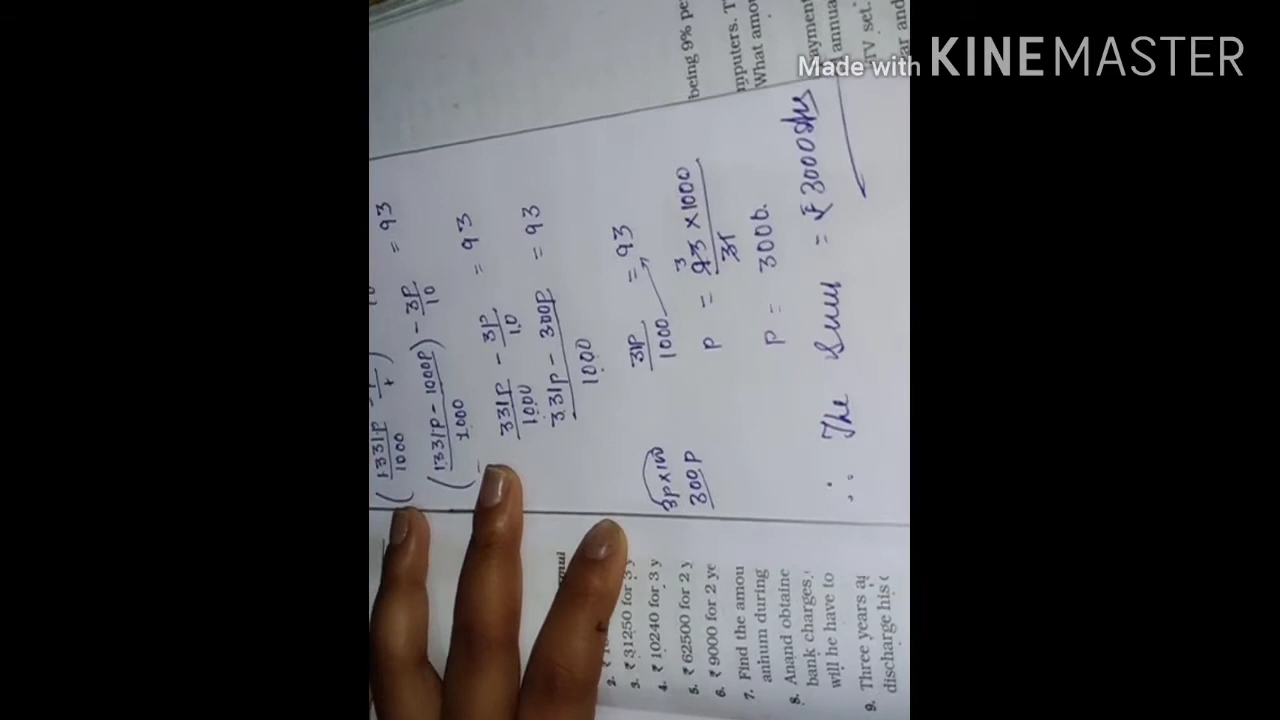 Made with KINEMASTER
being 9% pe
mputers. T
What amo
ayment
annua
TV set.
ar and
1331P
1000
= 93
(1331P - 1000P) - 3P
1000 10
= 93
331P - 3P = 93
1000 10
331P - 300P = 93
1000
31P = 93
1000
3P x 100
300P
P = 93 x 1000
31
3
P = 3000.
∴ The Sum = ₹3000
3. ₹ 31250 for 3 y
4. ₹ 10240 for 3 y
5. ₹ 62500 for 2 y
6. ₹ 9000 for 2 ye
7. Find the amou
annum during
8. Anand obtaine
bank charges
will he have to
9. Three years a
discharge his